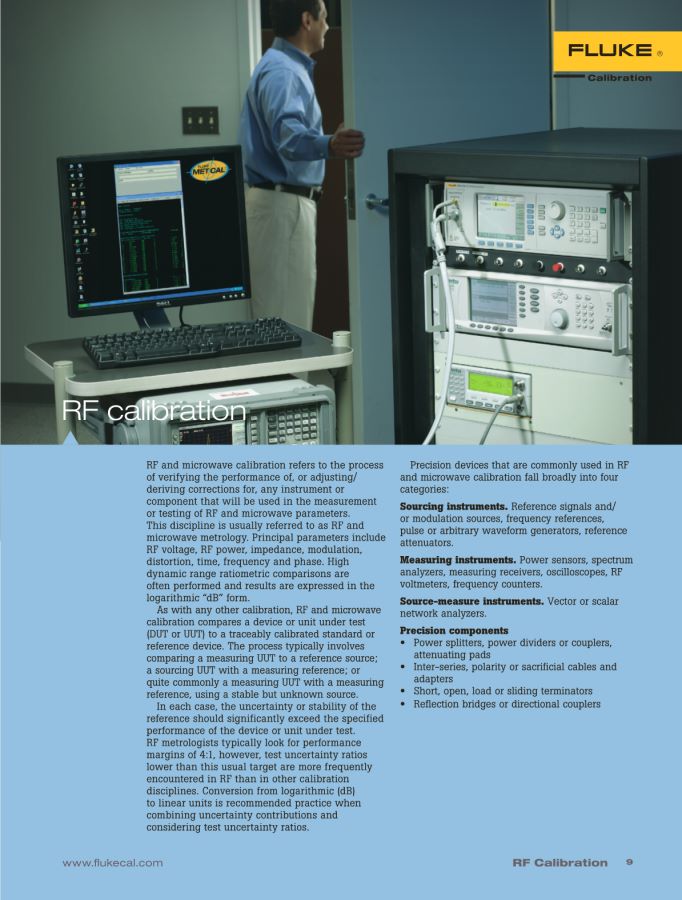 FLUKE ®
Calibration
FLUKE
MET/CAL
RF calibration
RF and microwave calibration refers to the process
of verifying the performance of, or adjusting/
deriving corrections for, any instrument or
component that will be used in the measurement
or testing of RF and microwave parameters.
This discipline is usually referred to as RF and
microwave metrology. Principal parameters include
RF voltage, RF power, impedance, modulation,
distortion, time, frequency and phase. High
dynamic range ratiometric comparisons are
often performed and results are expressed in the
logarithmic “dB” form.
As with any other calibration, RF and microwave
calibration compares a device or unit under test
(DUT or UUT) to a traceably calibrated standard or
reference device. The process typically involves
comparing a measuring UUT to a reference source;
a sourcing UUT with a measuring reference; or
quite commonly a measuring UUT with a measuring
reference, using a stable but unknown source.
In each case, the uncertainty or stability of the
reference should significantly exceed the specified
performance of the device or unit under test.
RF metrologists typically look for performance
margins of 4:1, however, test uncertainty ratios
lower than this usual target are more frequently
encountered in RF than in other calibration
disciplines. Conversion from logarithmic (dB)
to linear units is recommended practice when
combining uncertainty contributions and
considering test uncertainty ratios.
Precision devices that are commonly used in RF
and microwave calibration fall broadly into four
categories:
Sourcing instruments. Reference signals and/
or modulation sources, frequency references,
pulse or arbitrary waveform generators, reference
attenuators.
Measuring instruments. Power sensors, spectrum
analyzers, measuring receivers, oscilloscopes, RF
voltmeters, frequency counters.
Source-measure instruments. Vector or scalar
network analyzers.
Precision components
• Power splitters, power dividers or couplers,
attenuating pads
• Inter-series, polarity or sacrificial cables and
adapters
• Short, open, load or sliding terminators
• Reflection bridges or directional couplers
www.flukecal.com
RF Calibration 9